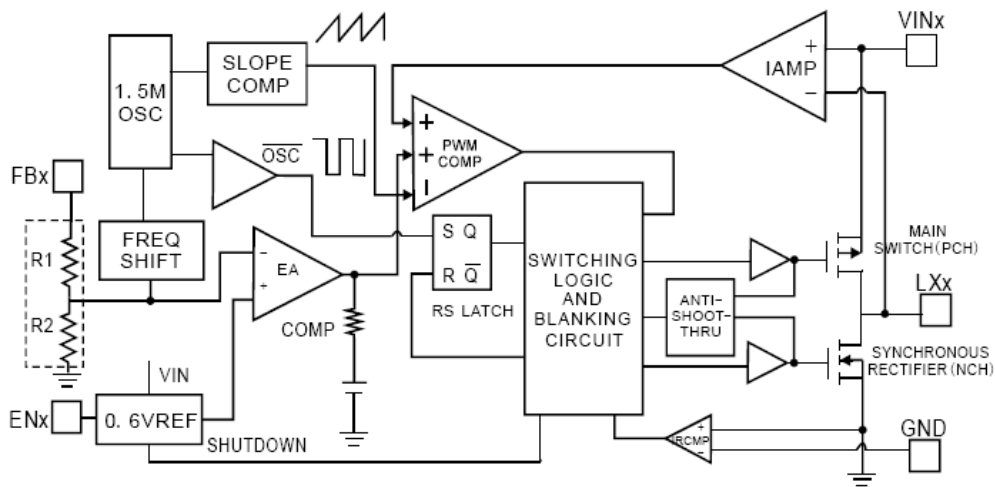 VINx
IAMP
+
−
SLOPE
COMP
1. 5M
OSC
+
+
−
PWM
COMP
OSC
FBx
FREQ
SHIFT
R1
R2
−
+
EA
COMP
S Q
R Q
RS LATCH
SWITCHING
LOGIC
AND
BLANKING
CIRCUIT
ANTI-
SHOOT-
THRU
MAIN
SWITCH(PCH)
LXx
SYNCHRONOUS
RECTIFIER(NCH)
VIN
ENx
0. 6VREF
SHUTDOWN
IRCMP
+
−
GND